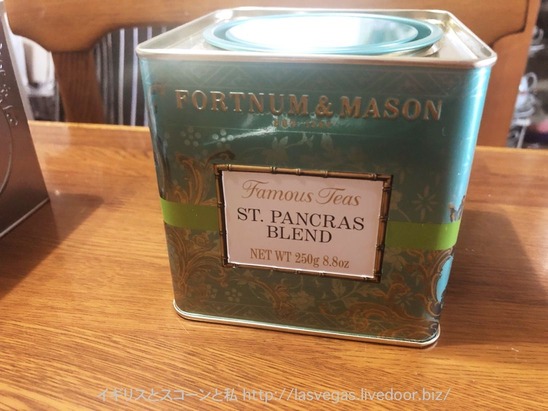 FORTNUM & MASON
Famous Teas
ST. PANCRAS
BLEND
NET WT 250g 8.8oz
イギリスとスコーンと私 http://lasvegas.livedoor.biz/